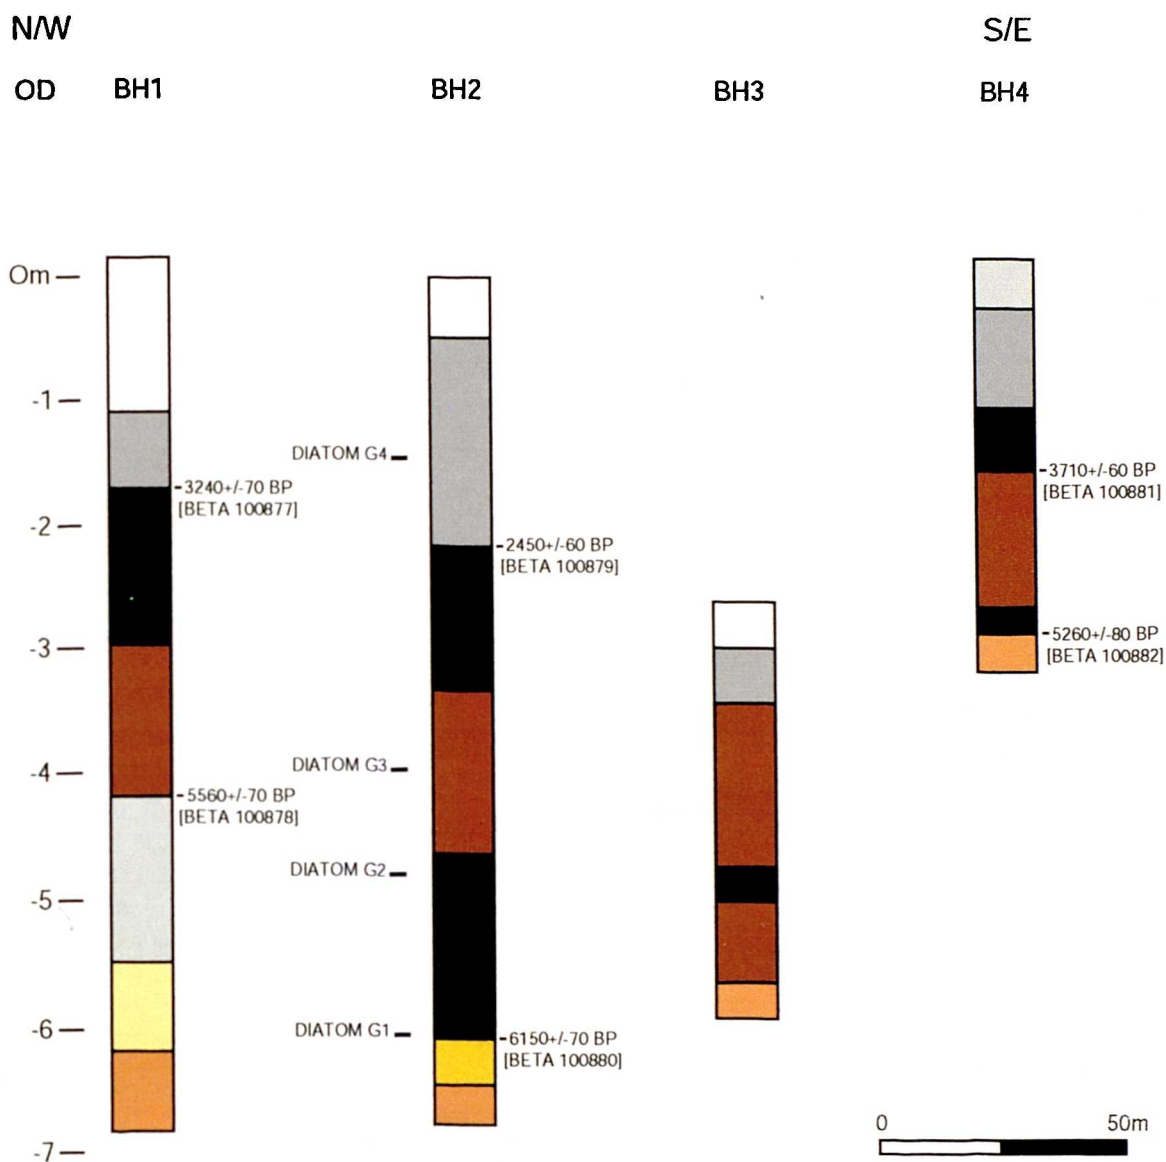 N/W
S/E
OD
BH1
BH2
BH3
BH4
Om
-1
DIATOM G4
-3240+/-70 BP
[BETA 100877]
-3710+/-60 BP
[BETA 100881]
-2
-2450+/-60 BP
[BETA 100879]
-3
-5260+/-80 BP
[BETA 100882]
-4
DIATOM G3
-5560+/-70 BP
[BETA 100878]
DIATOM G2
-5
-6
DIATOM G1
-6150+/-70 BP
[BETA 100880]
0
50m
-7